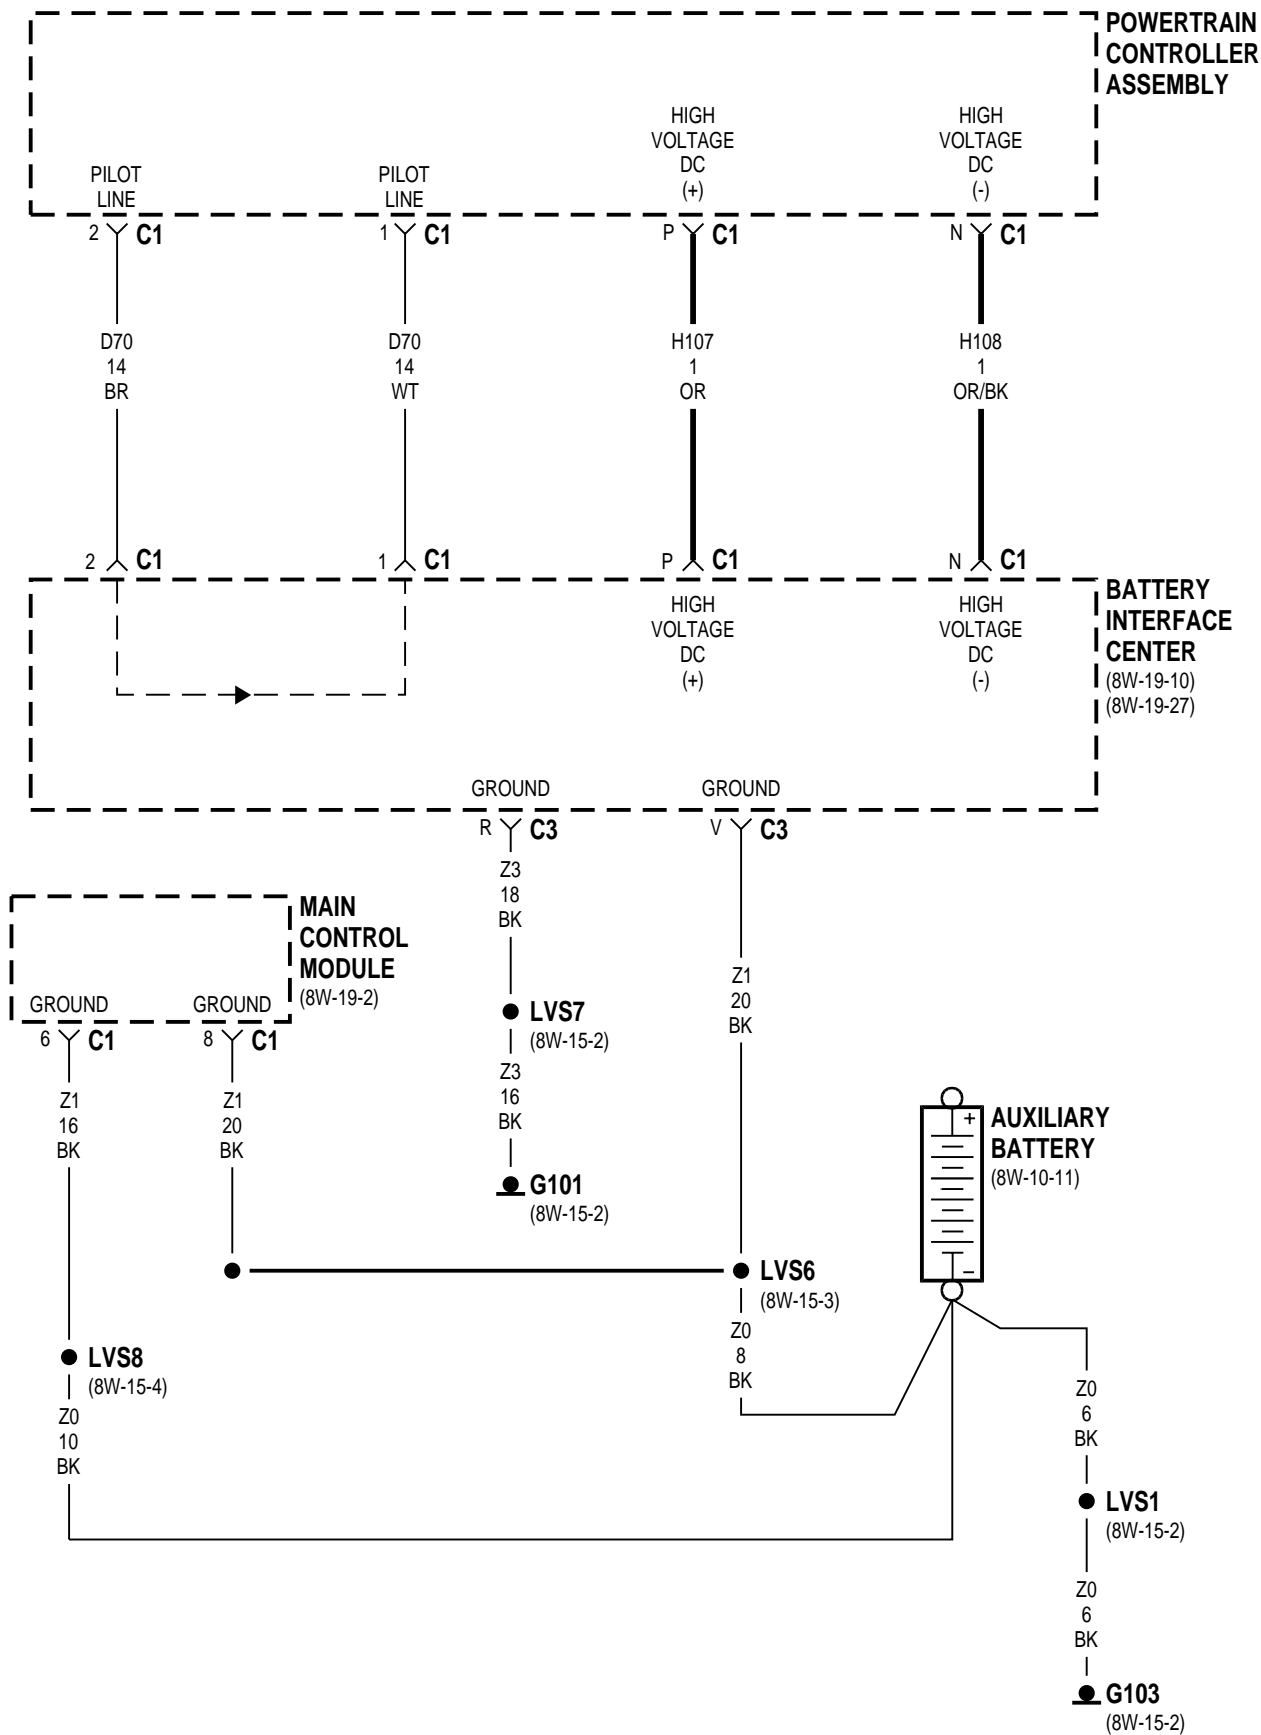 POWERTRAIN
CONTROLLER
ASSEMBLY
PILOT
LINE
PILOT
LINE
HIGH
VOLTAGE
DC
(+)
HIGH
VOLTAGE
DC
(-)
2 C1
1 C1
P C1
N C1
D70
14
BR
D70
14
WT
H107
1
OR
H108
1
OR/BK
2 C1
1 C1
P C1
N C1
HIGH
VOLTAGE
DC
(+)
HIGH
VOLTAGE
DC
(-)
BATTERY
INTERFACE
CENTER
(8W-19-10)
(8W-19-27)
GROUND
GROUND
R C3
V C3
Z3
18
BK
LVS7
(8W-15-2)
Z3
16
BK
G101
(8W-15-2)
Z1
20
BK
MAIN
CONTROL
MODULE
(8W-19-2)
GROUND
GROUND
6 C1
8 C1
Z1
16
BK
Z1
20
BK
+
AUXILIARY
BATTERY
(8W-10-11)
–
LVS6
(8W-15-3)
Z0
8
BK
LVS8
(8W-15-4)
Z0
10
BK
Z0
6
BK
LVS1
(8W-15-2)
Z0
6
BK
G103
(8W-15-2)